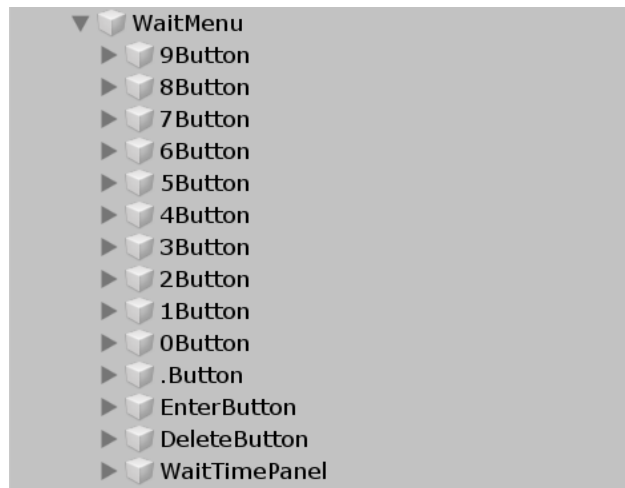 WaitMenu
9Button
8Button
7Button
6Button
5Button
4Button
3Button
2Button
1Button
0Button
.Button
EnterButton
DeleteButton
WaitTimePanel